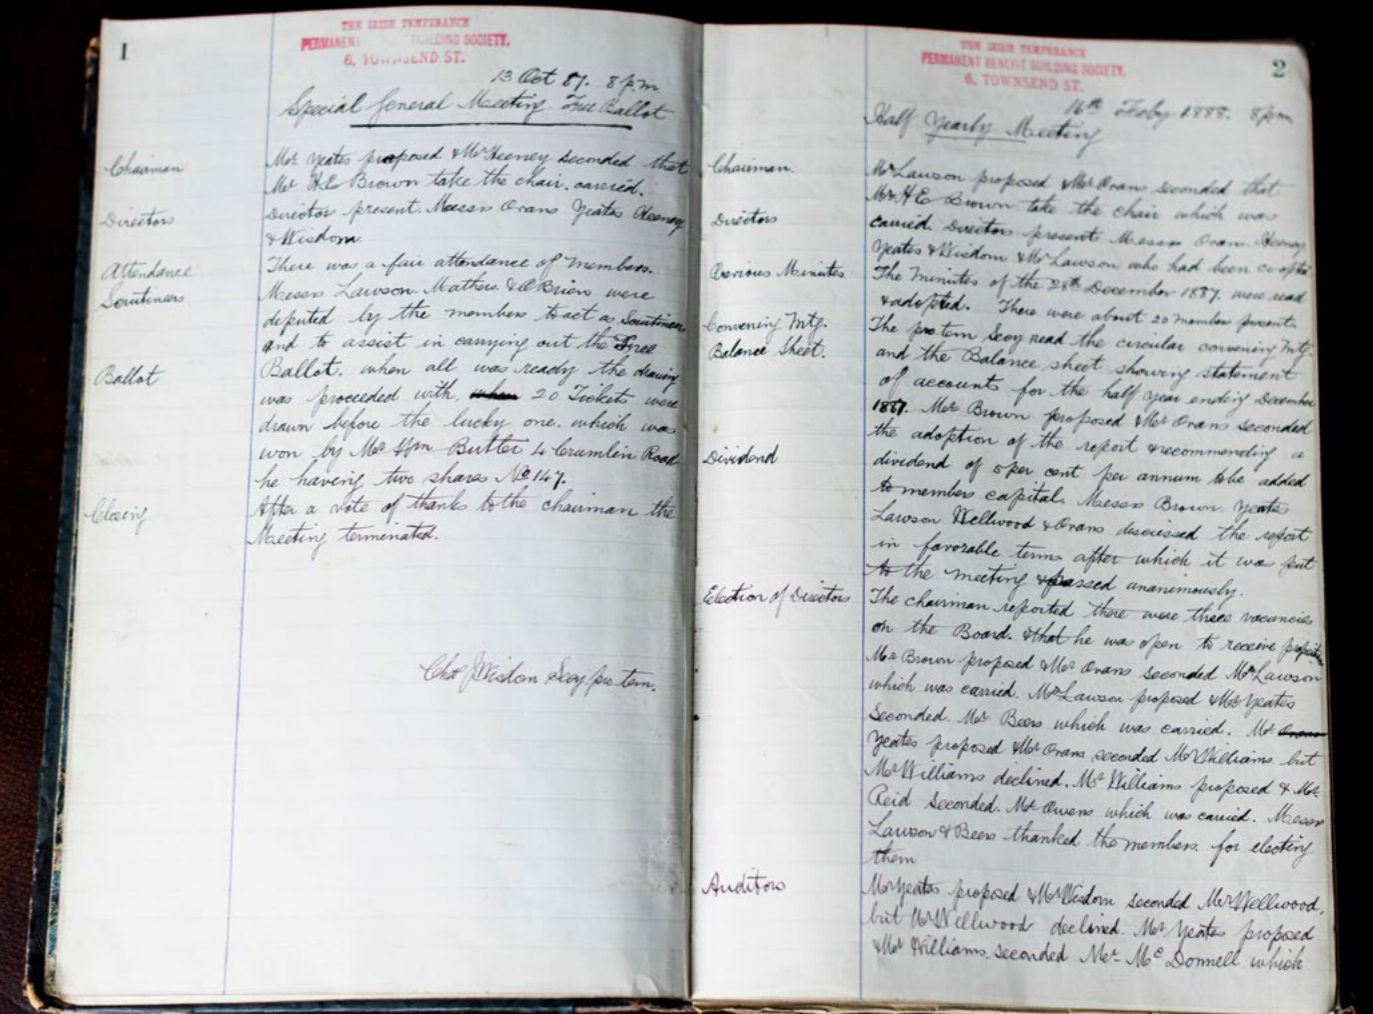 1
THE IRISH TEMPERANCE
PERMANENT BUILDING SOCIETY.
6, TOWNSEND ST.
13 Oct 87. 8 p.m.
Special General Meeting. Free Ballot
Chairman
Mr Yeates proposed & Mr Heeney seconded that
Mr H.E. Brown take the chair. carried.
Directors
Director present. Messrs Orans Yeates Heeney
& Wisdom.
Attendance
There was a fair attendance of Members.
Scrutineers
Messrs Lawson. Mathers & O'Briens were
deputed by the members to act as Scrutineers
and to assist in carrying out the Free
Ballot
Ballot. when all was ready the drawing
was proceeded with. when 20 Tickets were
drawn before the lucky one. which was
won by Mr Wm Butler 4 Crumlin Road
he having two shares No 147.
Closing
After a vote of thanks to the chairman the
Meeting terminated.
Chas J Wisdom Secy pro tem.
2
THE IRISH TEMPERANCE
PERMANENT BENEFIT BUILDING SOCIETY.
6, TOWNSEND ST.
16th Feby 1888. 8 pm
Half Yearly Meeting
Chairman.
Mr Lawson proposed & Mr Orans seconded that
Mr H E Brown take the chair which was
Directors
carried. Directors present Messrs Orans. Heeney
Yeates & Wisdom & Mr Lawson who had been co-opted
Previous Minutes
The Minutes of the 28th December 1887. were read
& adopted. There were about 20 members present.
Convening Mtg.
The pro tem Secy read the circular convening Mtg.
Balance Sheet.
and the Balance sheet showing statement
of accounts for the half year ending December
1887. Mr Brown proposed Mr Orans seconded
the adoption of the report & recommending a
Dividend
dividend of 5 per cent per annum to be added
to members capital. Messrs Brown. Yeates
Lawson Wellwood & Orans discussed the report
in favorable terms after which it was put
to the meeting & passed unanimously.
Election of Directors
The chairman reported there were three vacancies
on the Board. & that he was open to receive
Mr Brown proposed & Mr Orans seconded Mr Lawson
which was carried. Mr Lawson proposed & Mr Yeates
Seconded. Mr Beers which was carried. Mr Orans
Yeates proposed & Mr Orans seconded Mr Williams but
Mr Williams declined. Mr Williams proposed & Mr
Reid seconded. Mr Owens which was carried. Messrs
Lawson & Beers thanked the members. for electing
them
Auditors
Mr Yeates proposed & Mr Wisdom seconded Mr Wellwood,
but Mr Wellwood declined. Mr Yeates proposed
& Mr Williams. seconded Mr. McDonnell which